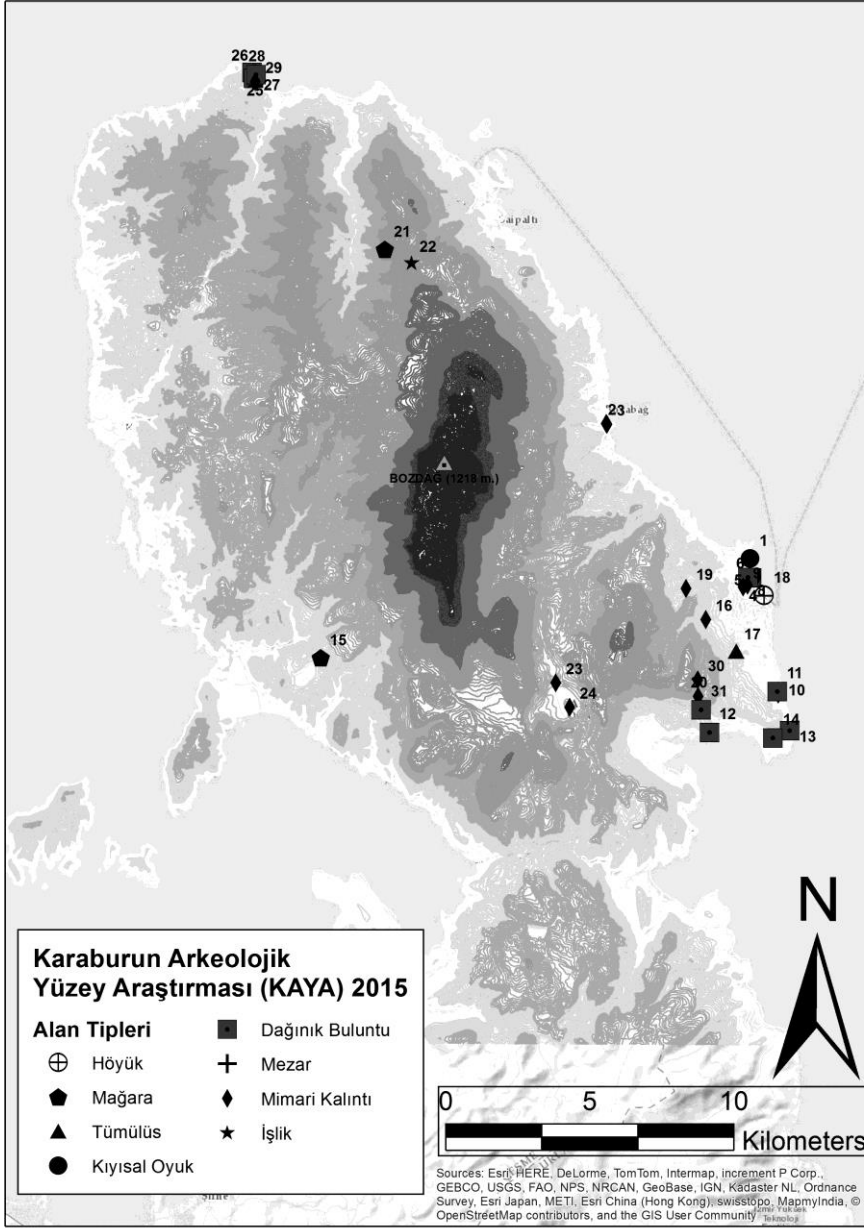 2628
29
27
25
21
22
23
BOZDAĞ (1218 m.)
1
6
5
4
18
19
16
17
15
30
20
31
23
24
11
10
12
14
13
N
Karaburun Arkeolojik
Yüzey Araştırması (KAYA) 2015
Alan Tipleri
Höyük
Mağara
Tümülüs
Kıyısal Oyuk
Dağınık Buluntu
Mezar
Mimari Kalıntı
İşlik
0 5 10
Kilometers
Sources: Esri, HERE, DeLorme, TomTom, Intermap, increment P Corp.,
GEBCO, USGS, FAO, NPS, NRCAN, GeoBase, IGN, Kadaster NL, Ordnance
Survey, Esri Japan, METI, Esri China (Hong Kong), swisstopo, MapmyIndia, ©
OpenStreetMap contributors, and the GIS User Community